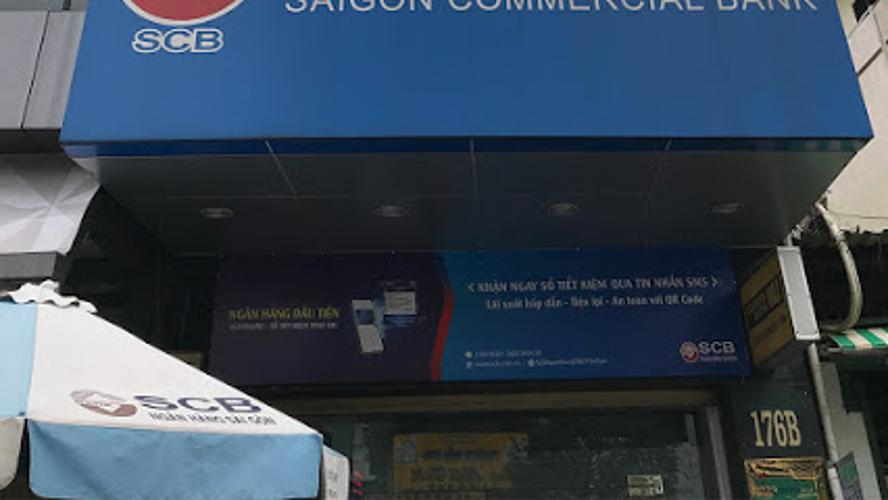 SAIGON COMMERCIAL BANK
SCB
NGÂN HÀNG ĐẦU TIÊN
< NHẬN NGAY SỔ TIẾT KIỆM QUA TIN NHẮN SMS >
Lãi suất hấp dẫn - Tiện lợi - An toàn với QR Code
SCB
SCB
NGÂN HÀNG SÀI GÒN
176B